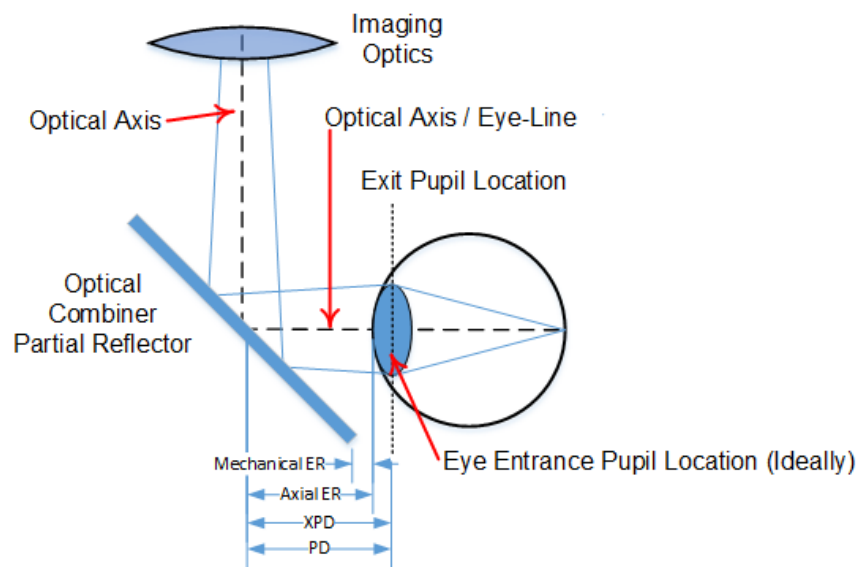 Imaging
Optics
Optical Axis
Optical Axis / Eye-Line
Exit Pupil Location
Optical
Combiner
Partial Reflector
Mechanical ER
Eye Entrance Pupil Location (Ideally)
Axial ER
XPD
PD